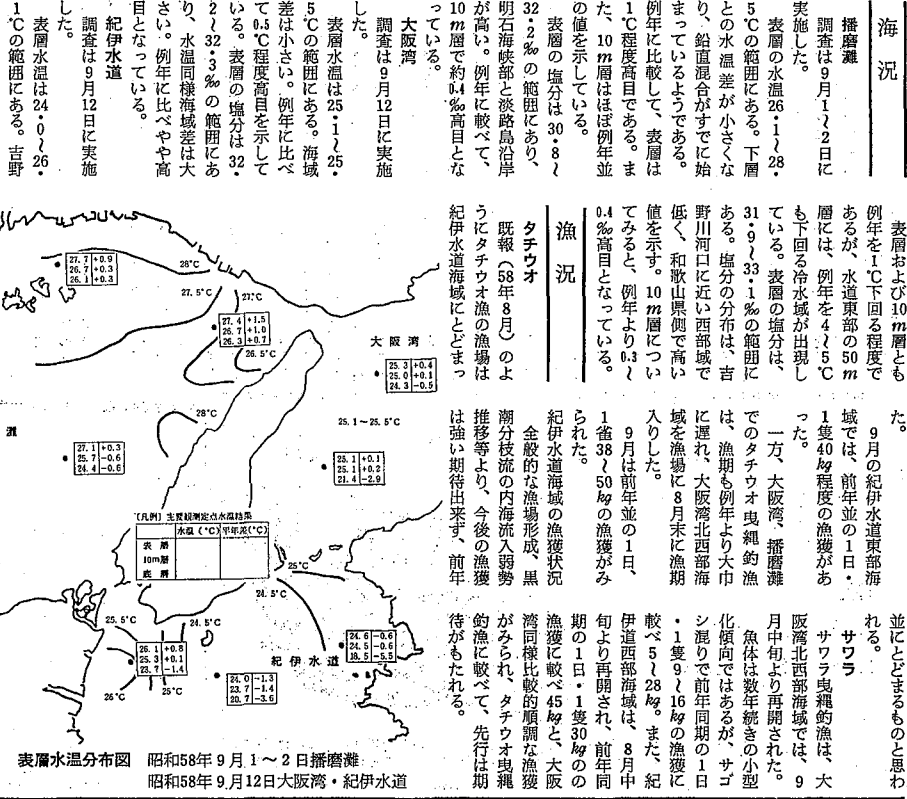 海況
播磨灘
調査は9月1～2日に
実施した。
表層の水温26・1～28・
5℃の範囲にある。下層
との水温差が小さくな
り、鉛直混合がすでに始
まっているようである。
例年に比較して、表層は
1℃程度高目である。ま
た、10m層はほぼ例年並
の値を示している。
表層の塩分は30・8～
32・2‰の範囲にあり、
明石海峡部と淡路島沿岸
が高い。例年に較べて、
10m層で約0.4‰高目とな
っている。
大阪湾
調査は9月12日に実施
した。
表層水温は25・1～25・
5℃の範囲にある。海域
差は小さい。例年に比べ
て0.5℃程度高目を示して
いる。表層の塩分は32・
2～32・3‰の範囲にあ
り、水温同様海域差は大
さい。例年に比べやや高
目となっている。
紀伊水道
調査は9月12日に実施
した。
表層水温は24・0～26・
1℃の範囲にある。吉野
表層および10m層とも
例年を1℃下回る程度で
あるが、水道東部の50m
層には、例年を4～5℃
も下回る冷水域が出現し
ている。表層の塩分は、
31・9～33・1‰の範囲に
ある。塩分の分布は、吉
野川河口に近い西部域で
低く、和歌山県側で高い
値を示す。10m層につい
てみると、例年より0.3～
0.4‰高目となっている。
漁況
タチウオ
既報(58年8月)のよ
うにタチウオ漁の漁場は
紀伊水道海域にとどまっ
た。
9月の紀伊水道東部海
域では、前年並の1日・
1隻40kg程度の漁獲があ
った。
一方、大阪湾、播磨灘
でのタチウオ曳縄釣漁
は、漁期も例年より大巾
に遅れ、大阪湾北西部海
域を漁場に8月末に漁期
入りした。
9月は前年並の1日、
1隻38～50kgの漁獲がみ
られた。
紀伊水道海域の漁獲状況
全般的な漁場形成、黒
潮分枝流の内海流入弱勢
推移等より、今後の漁獲
は強い期待出来ず、前年
並にとどまるものと思わ
れる。
サワラ
サワラ曳縄釣漁は、大
阪湾北西部海域では、9
月中旬より再開された。
魚体は数年続きの小型
化傾向ではあるが、サゴ
シ混りで前年同期の1日
・1隻9～16kgの漁獲に
較べ5～28kg。また、紀
伊道西部海域は、8月中
旬より再開され、前年同
期の1日・1隻30kgのの
漁獲に較べ45kgと、大阪
湾同様比較的順調な漁獲
がみられ、タチウオ曳縄
釣漁に較べて、先行は期
待がもたれる。
27.7 +0.9
26.7 +0.3
26.1 +0.3
28℃
27.5℃
27℃
27.4 +1.5
26.7 +1.0
26.3 +0.7
26.5℃
大阪湾
25.3 +0.4
25.0 +0.1
24.3 -0.5
28℃
25.1～25.5℃
灘
27.1 +0.3
25.7 -0.6
24.4 -0.6
25.1 +0.1
25.1 +0.2
21.4 -2.9
〔凡例〕主要観測定点水温結果
水温(℃) 平年差(℃)
表層
10m層
底層
25℃
24.5℃
25.5℃
24.5℃
26.1 +0.8
25.3 +0.1
23.7 -1.4
26℃
25℃
紀伊水道
24.6 -0.6
24.5 -0.6
18.5 -5.5
24.0 -1.3
23.7 -1.4
20.7 -3.6
表層水温分布図 昭和58年9月1～2日播磨灘
昭和58年9月12日大阪湾・紀伊水道